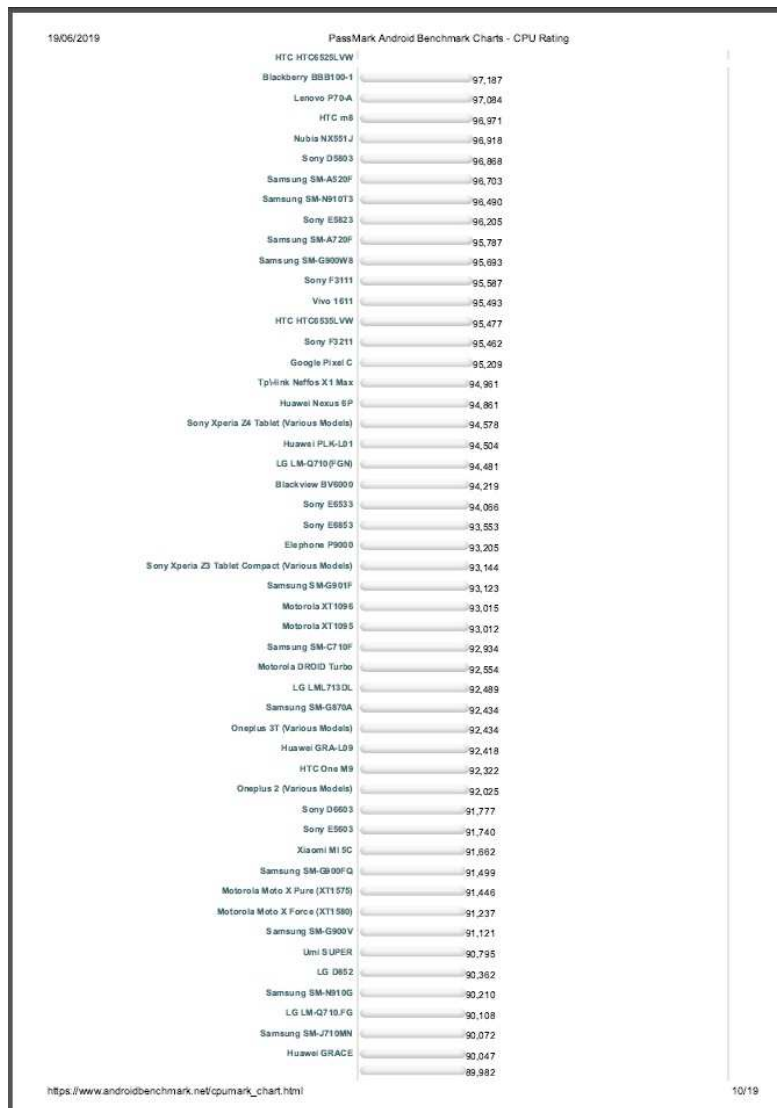 19/06/2019 PassMark Android Benchmark Charts - CPU Rating
HTC HTC6525LVW
Blackberry BBB100-1 97,187
Lenovo P70-A 97,084
HTC m8 96,971
Nubia NX551J 96,918
Sony D5803 96,868
Samsung SM-A520F 96,703
Samsung SM-N910T3 96,490
Sony E5823 96,205
Samsung SM-A720F 95,787
Samsung SM-G900W8 95,693
Sony F3111 95,587
Vivo 1611 95,493
HTC HTC6535LVW 95,477
Sony F3211 95,462
Google Pixel C 95,209
Tp\-link Neffos X1 Max 94,961
Huawei Nexus 6P 94,861
Sony Xperia Z4 Tablet (Various Models) 94,578
Huawei PLK-L01 94,504
LG LM-Q710(FGN) 94,481
Blackview BV6000 94,219
Sony E6533 94,066
Sony E6853 93,553
Elephone P9000 93,205
Sony Xperia Z3 Tablet Compact (Various Models) 93,144
Samsung SM-G901F 93,123
Motorola XT1096 93,015
Motorola XT1095 93,012
Samsung SM-C710F 92,934
Motorola DROID Turbo 92,554
LG LML713DL 92,489
Samsung SM-G870A 92,434
Oneplus 3T (Various Models) 92,434
Huawei GRA-L09 92,418
HTC One M9 92,322
Oneplus 2 (Various Models) 92,025
Sony D6603 91,777
Sony E5603 91,740
Xiaomi MI 5C 91,662
Samsung SM-G900FQ 91,499
Motorola Moto X Pure (XT1575) 91,446
Motorola Moto X Force (XT1580) 91,237
Samsung SM-G900V 91,121
Umi SUPER 90,795
LG D852 90,362
Samsung SM-N910G 90,210
LG LM-Q710.FG 90,108
Samsung SM-J710MN 90,072
Huawei GRACE 90,047
89,982
https://www.androidbenchmark.net/cpumark_chart.html 10/19